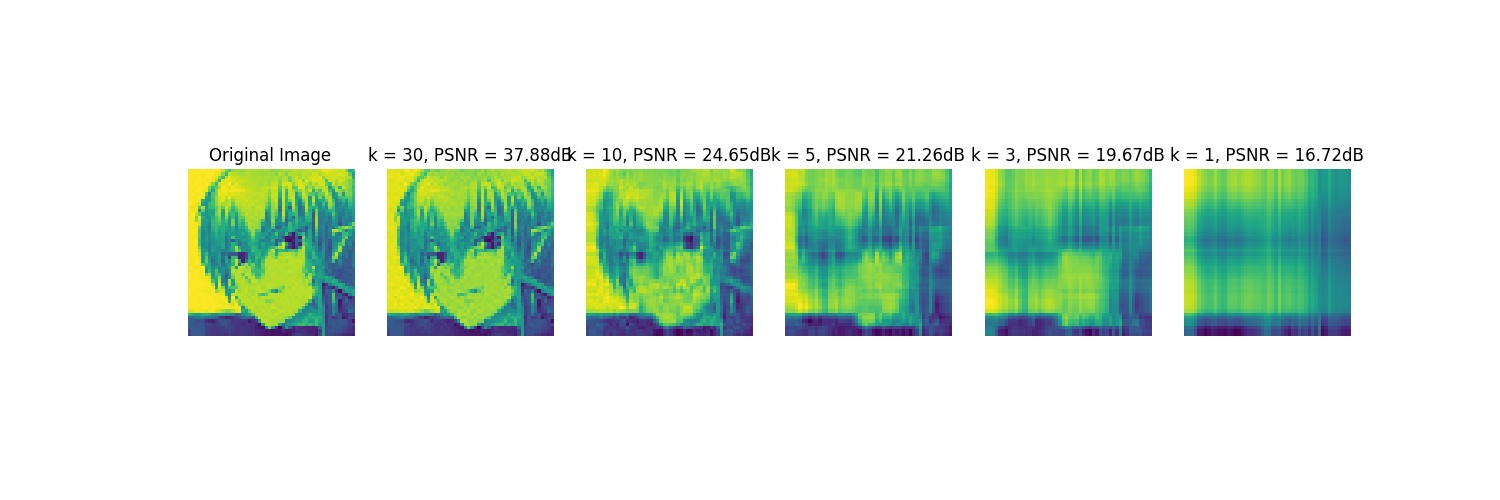 Original Image
k = 30, PSNR = 37.88dB
k = 10, PSNR = 24.65dB
k = 5, PSNR = 21.26dB
k = 3, PSNR = 19.67dB
k = 1, PSNR = 16.72dB